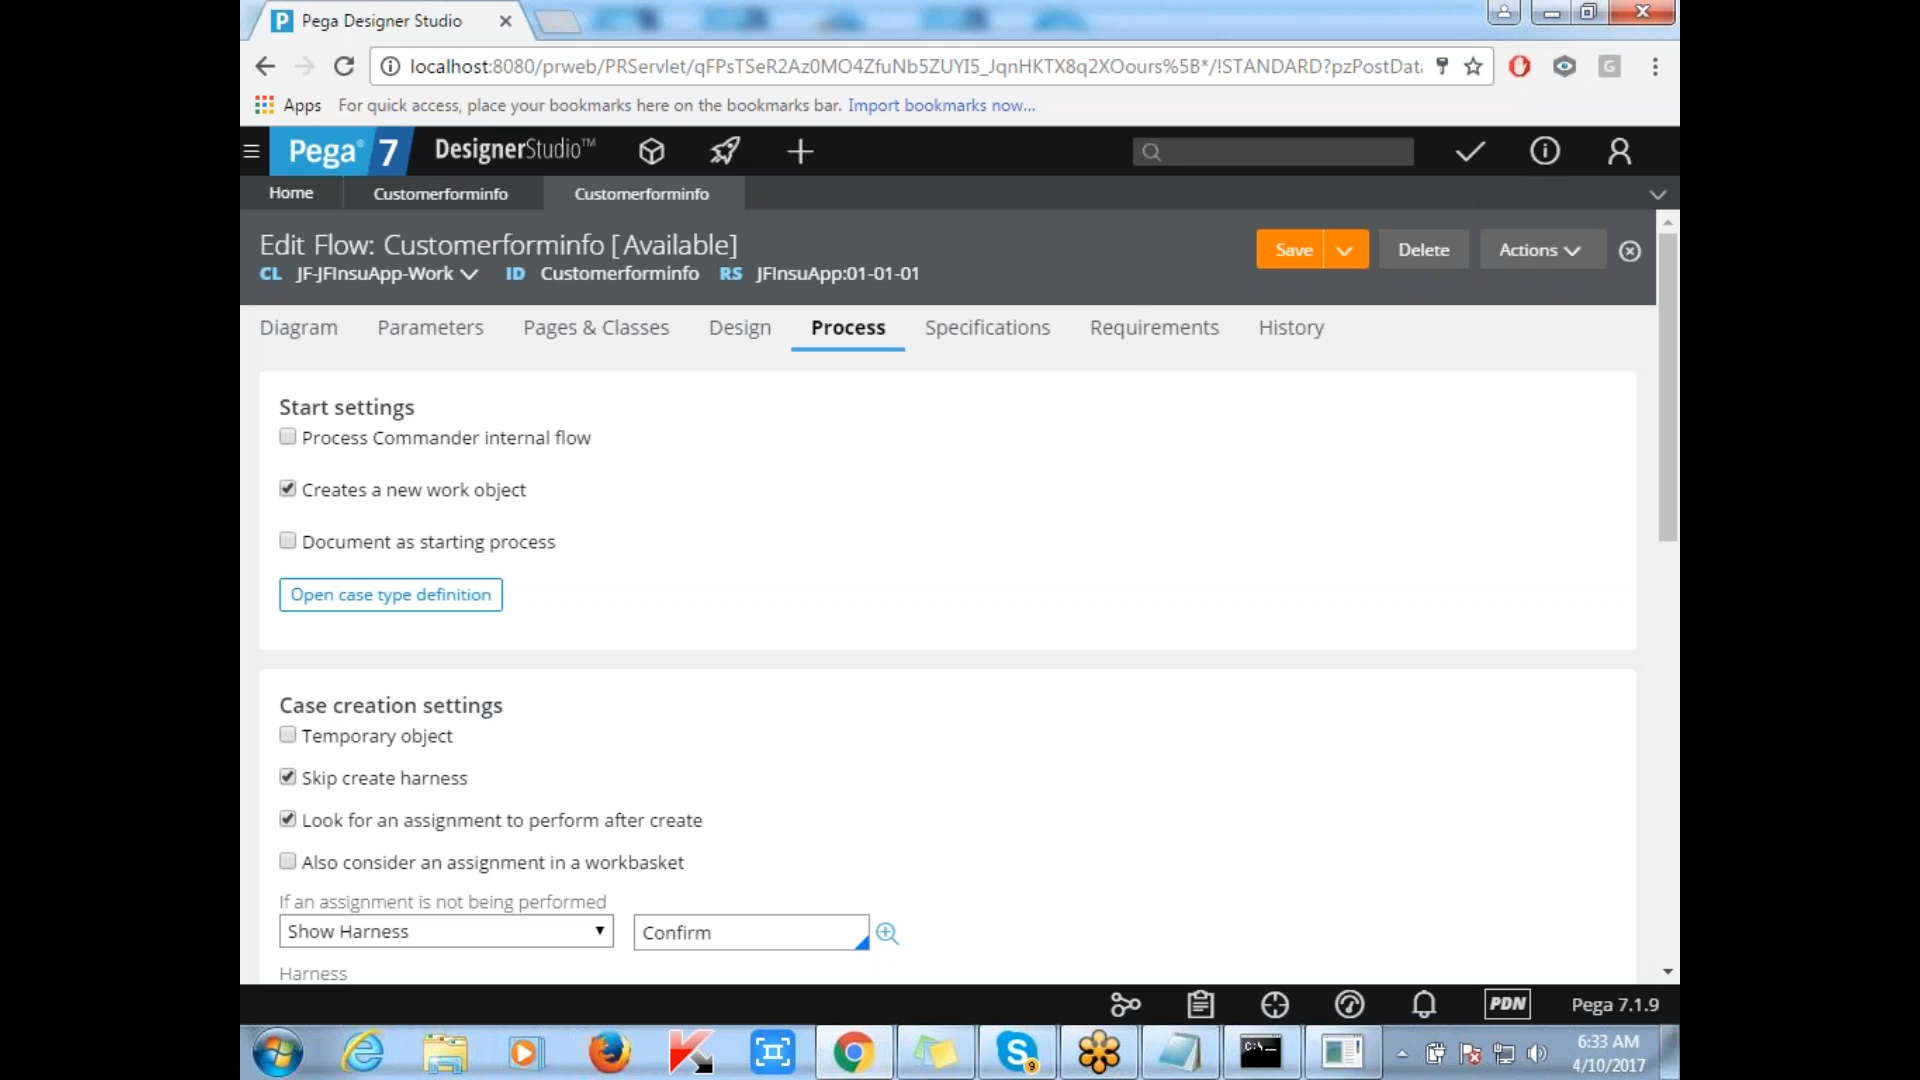 Pega Designer Studio
localhost:8080/prweb/PRServlet/qFPsTSeR2Az0MO4ZfuNb5ZUYI5_JqnHKTX8q2XOours%5B*/!STANDARD?pzPostData
Apps For quick access, place your bookmarks here on the bookmarks bar. Import bookmarks now...
Pega® 7 DesignerStudio™
Home Customerforminfo Customerforminfo
Edit Flow: Customerforminfo [Available]
Save Delete Actions
CL JF-JFInsuApp-Work ID Customerforminfo RS JFInsuApp:01-01-01
Diagram Parameters Pages & Classes Design Process Specifications Requirements History
Start settings
Process Commander internal flow
Creates a new work object
Document as starting process
Open case type definition
Case creation settings
Temporary object
Skip create harness
Look for an assignment to perform after create
Also consider an assignment in a workbasket
If an assignment is not being performed
Show Harness Confirm
Harness
PDN Pega 7.1.9
6:33 AM
4/10/2017